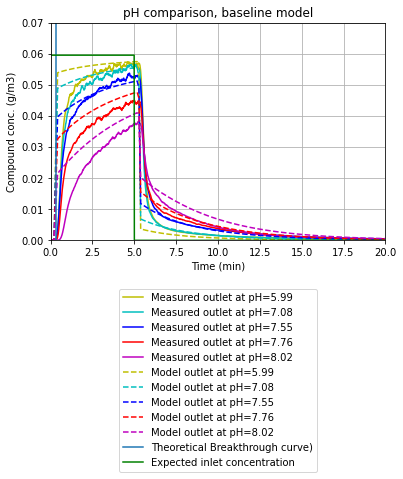 pH comparison, baseline model
Compound conc. (g/m3)
0.07
0.06
0.05
0.04
0.03
0.02
0.01
0.00
0.0 2.5 5.0 7.5 10.0 12.5 15.0 17.5 20.0
Time (min)
Measured outlet at pH=5.99
Measured outlet at pH=7.08
Measured outlet at pH=7.55
Measured outlet at pH=7.76
Measured outlet at pH=8.02
Model outlet at pH=5.99
Model outlet at pH=7.08
Model outlet at pH=7.55
Model outlet at pH=7.76
Model outlet at pH=8.02
Theoretical Breakthrough curve)
Expected inlet concentration